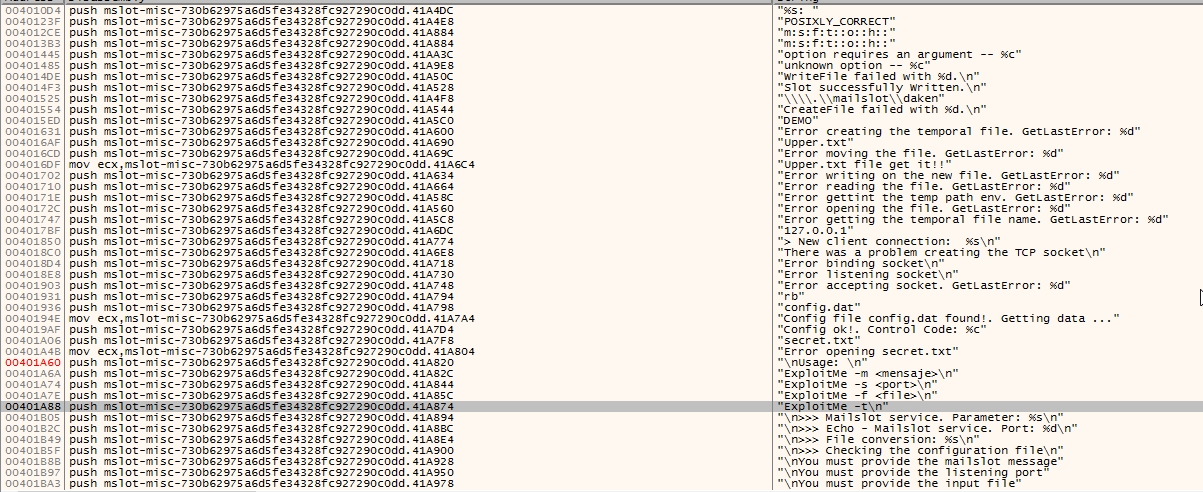 004010D4 push mslot-misc-730b62975a6d5fe34328fc927290c0dd.41A4DC "%s: "
0040123F push mslot-misc-730b62975a6d5fe34328fc927290c0dd.41A4E8 "POSIXLY_CORRECT"
004012CE push mslot-misc-730b62975a6d5fe34328fc927290c0dd.41A884 "m:s:f:t::o::h::"
004013B3 push mslot-misc-730b62975a6d5fe34328fc927290c0dd.41A884 "m:s:f:t::o::h::"
00401445 push mslot-misc-730b62975a6d5fe34328fc927290c0dd.41AA3C "option requires an argument -- %c"
00401485 push mslot-misc-730b62975a6d5fe34328fc927290c0dd.41A9E8 "unknown option -- %c"
004014DE push mslot-misc-730b62975a6d5fe34328fc927290c0dd.41A50C "WriteFile failed with %d.\n"
004014F3 push mslot-misc-730b62975a6d5fe34328fc927290c0dd.41A528 "Slot successfully Written.\n"
00401525 push mslot-misc-730b62975a6d5fe34328fc927290c0dd.41A4F8 "\\\\.\\mailslot\\daken"
00401554 push mslot-misc-730b62975a6d5fe34328fc927290c0dd.41A544 "CreateFile failed with %d.\n"
004015ED push mslot-misc-730b62975a6d5fe34328fc927290c0dd.41A5C0 "DEMO"
00401631 push mslot-misc-730b62975a6d5fe34328fc927290c0dd.41A600 "Error creating the temporal file. GetLastError: %d"
004016AF push mslot-misc-730b62975a6d5fe34328fc927290c0dd.41A690 "Upper.txt"
004016CD push mslot-misc-730b62975a6d5fe34328fc927290c0dd.41A69C "Error moving the file. GetLastError: %d"
004016DF mov ecx,mslot-misc-730b62975a6d5fe34328fc927290c0dd.41A6C4 "Upper.txt file get it!!"
00401702 push mslot-misc-730b62975a6d5fe34328fc927290c0dd.41A634 "Error writing on the new file. GetLastError: %d"
00401710 push mslot-misc-730b62975a6d5fe34328fc927290c0dd.41A664 "Error reading the file. GetLastError: %d"
0040171E push mslot-misc-730b62975a6d5fe34328fc927290c0dd.41A58C "Error gettint the temp path env. GetLastError: %d"
0040172C push mslot-misc-730b62975a6d5fe34328fc927290c0dd.41A560 "Error opening the file. GetLastError: %d"
00401747 push mslot-misc-730b62975a6d5fe34328fc927290c0dd.41A5C8 "Error getting the temporal file name. GetLastError: %d"
004017BF push mslot-misc-730b62975a6d5fe34328fc927290c0dd.41A6DC "127.0.0.1"
00401850 push mslot-misc-730b62975a6d5fe34328fc927290c0dd.41A774 "> New client connection:  %s\n"
004018C0 push mslot-misc-730b62975a6d5fe34328fc927290c0dd.41A6E8 "There was a problem creating the TCP socket\n"
004018D4 push mslot-misc-730b62975a6d5fe34328fc927290c0dd.41A718 "Error binding socket\n"
004018E8 push mslot-misc-730b62975a6d5fe34328fc927290c0dd.41A730 "Error listening socket\n"
00401903 push mslot-misc-730b62975a6d5fe34328fc927290c0dd.41A748 "Error accepting socket. GetLastError: %d"
00401931 push mslot-misc-730b62975a6d5fe34328fc927290c0dd.41A794 "rb"
00401936 push mslot-misc-730b62975a6d5fe34328fc927290c0dd.41A798 "config.dat"
0040194E mov ecx,mslot-misc-730b62975a6d5fe34328fc927290c0dd.41A7A4 "Config file config.dat found!. Getting data ..."
004019AF push mslot-misc-730b62975a6d5fe34328fc927290c0dd.41A7D4 "Config ok!. Control Code: %c"
00401A06 push mslot-misc-730b62975a6d5fe34328fc927290c0dd.41A7F8 "secret.txt"
00401A4B mov ecx,mslot-misc-730b62975a6d5fe34328fc927290c0dd.41A804 "Error opening secret.txt"
00401A60 push mslot-misc-730b62975a6d5fe34328fc927290c0dd.41A820 "\nUsage: \n"
00401A6A push mslot-misc-730b62975a6d5fe34328fc927290c0dd.41A82C "ExploitMe -m <mensaje>\n"
00401A74 push mslot-misc-730b62975a6d5fe34328fc927290c0dd.41A844 "ExploitMe -s <port>\n"
00401A7E push mslot-misc-730b62975a6d5fe34328fc927290c0dd.41A85C "ExploitMe -f <file>\n"
00401A88 push mslot-misc-730b62975a6d5fe34328fc927290c0dd.41A874 "ExploitMe -t\n"
00401B05 push mslot-misc-730b62975a6d5fe34328fc927290c0dd.41A894 "\n>>> Mailslot service. Parameter: %s\n"
00401B2C push mslot-misc-730b62975a6d5fe34328fc927290c0dd.41A8BC "\n>>> Echo - Mailslot service. Port: %d\n"
00401B49 push mslot-misc-730b62975a6d5fe34328fc927290c0dd.41A8E4 "\n>>> File conversion: %s\n"
00401B5F push mslot-misc-730b62975a6d5fe34328fc927290c0dd.41A900 "\n>>> Checking the configuration file\n"
00401B8B push mslot-misc-730b62975a6d5fe34328fc927290c0dd.41A928 "\nYou must provide the mailslot message"
00401B97 push mslot-misc-730b62975a6d5fe34328fc927290c0dd.41A950 "\nYou must provide the listening port"
00401BA3 push mslot-misc-730b62975a6d5fe34328fc927290c0dd.41A978 "\nYou must provide the input file"